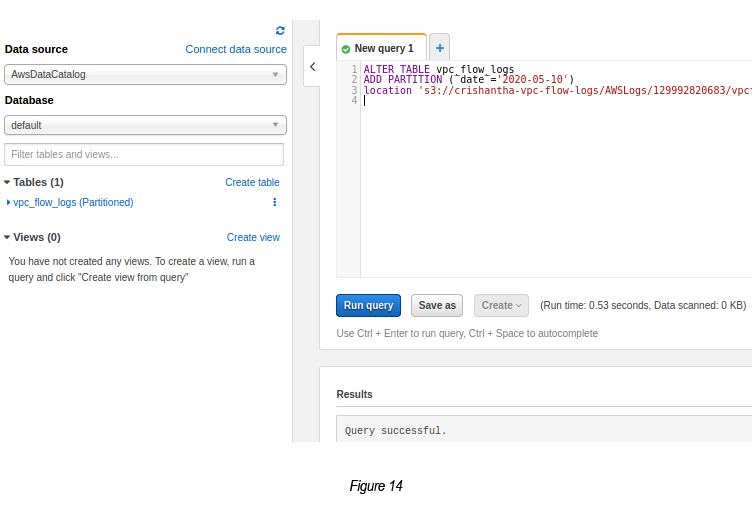 Data source
Connect data source
AwsDataCatalog
Database
default
Filter tables and views...
Tables (1)
Create table
vpc_flow_logs (Partitioned)
Views (0)
Create view
You have not created any views. To create a view, run a
query and click "Create view from query"
New query 1
+
1 ALTER TABLE vpc_flow_logs
2 ADD PARTITION (`date`='2020-05-10')
3 location 's3://crishantha-vpc-flow-logs/AWSLogs/129992820683/vpcf
4
Run query
Save as
Create
(Run time: 0.53 seconds, Data scanned: 0 KB)
Use Ctrl + Enter to run query, Ctrl + Space to autocomplete
Results
Query successful.
Figure 14